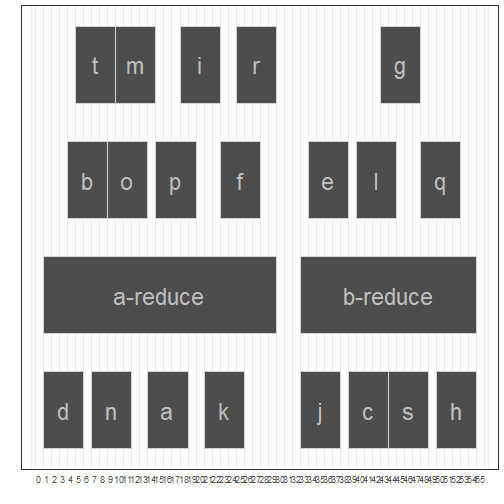 t m i r g
b o p f e l q
a-reduce b-reduce
d n a k j c s h
0 1 2 3 4 5 6 7 8 9 10 11 12 13 14 15 16 17 18 19 20 21 22 23 24 25 26 27 28 29 30 31 32 33 34 35 36 37 38 39 40 41 42 43 44 45 46 47 48 49 50 51 52 53 54 55